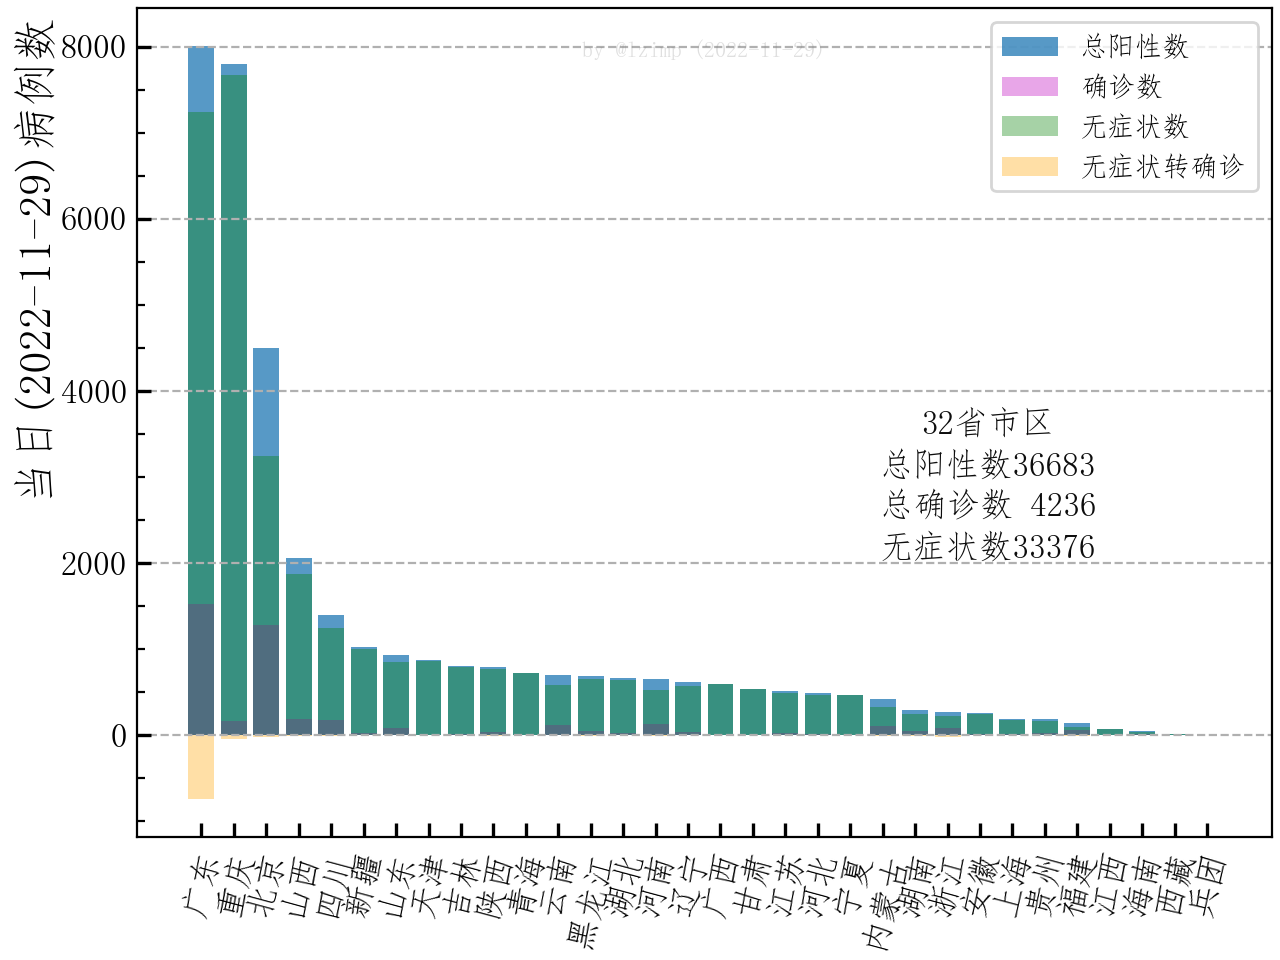 当日(2022-11-29)病例数
8000
6000
4000
2000
0
by @lzimp (2022-11-29)
总阳性数
确诊数
无症状数
无症状转确诊
32省市区
总阳性数36683
总确诊数 4236
无症状数33376
广东
重庆
北京
山西
四川
新疆
山东
天津
吉林
陕西
青海
云南
黑龙江
湖北
河南
辽宁
广西
甘肃
江苏
河北
宁夏
内蒙古
湖南
浙江
安徽
上海
贵州
福建
江西
海南
西藏
兵团